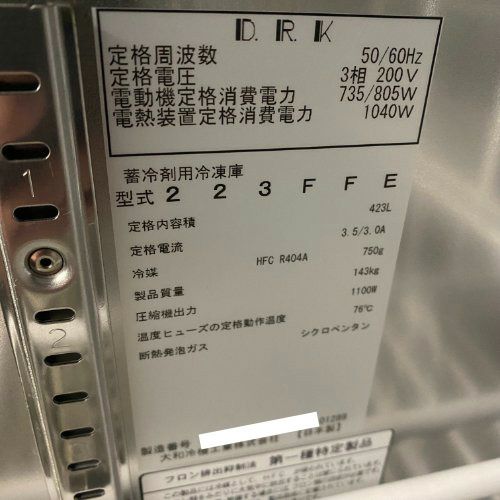 D.R.K
定格周波数 50/60Hz
定格電圧 3相 200V
電動機定格消費電力 735/805W
電熱装置定格消費電力 1040W
蓄冷剤用冷凍庫
型式 223FFE
定格内容積 423L
定格電流 3.5/3.0A
冷媒 HFC R404A 750g
製品質量 143kg
圧縮機出力 1100W
温度ヒューズの定格動作温度 76℃
断熱発泡ガス シクロペンタン
製造番号
大和冷機工業株式会社 【日本製】
フロン排出抑制法 第一種特定製品
1
2